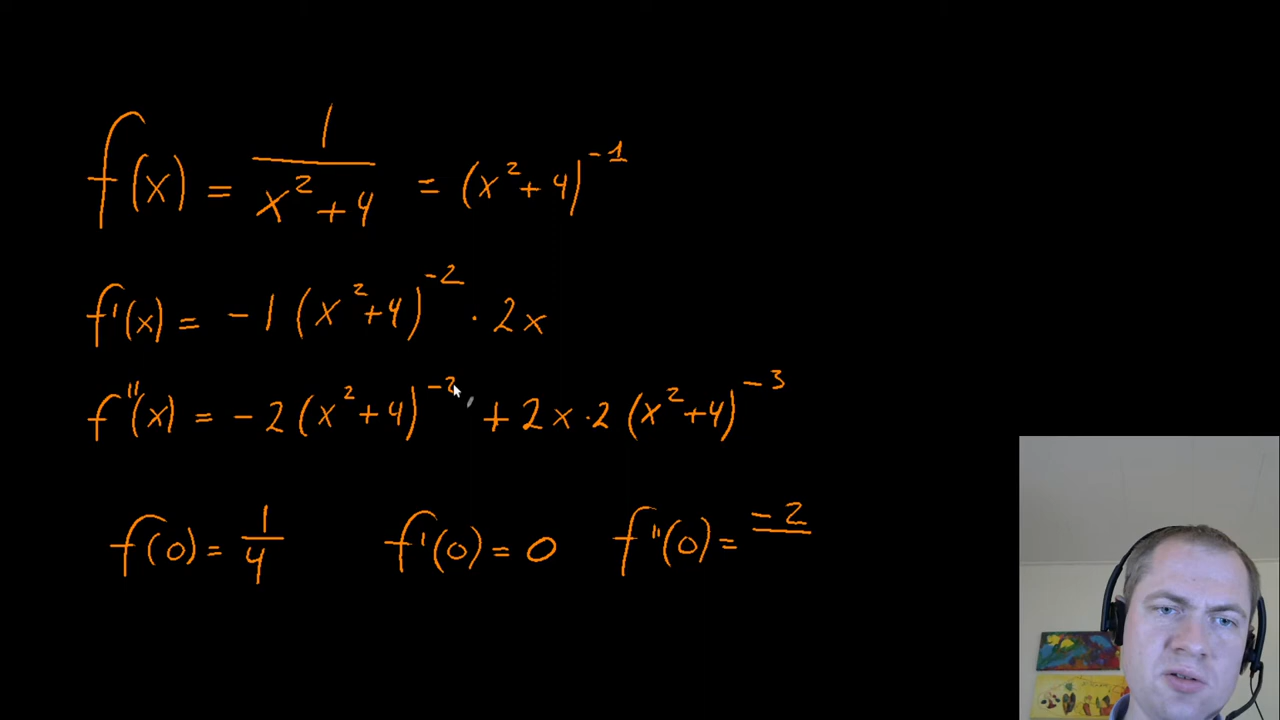 f(x) = 1/(x²+4) = (x²+4)⁻¹
f'(x) = -1(x²+4)⁻² · 2x
f''(x) = -2(x²+4)⁻² + 2x·2(x²+4)⁻³
f(0) = 1/4 f'(0) = 0 f''(0) = -2/